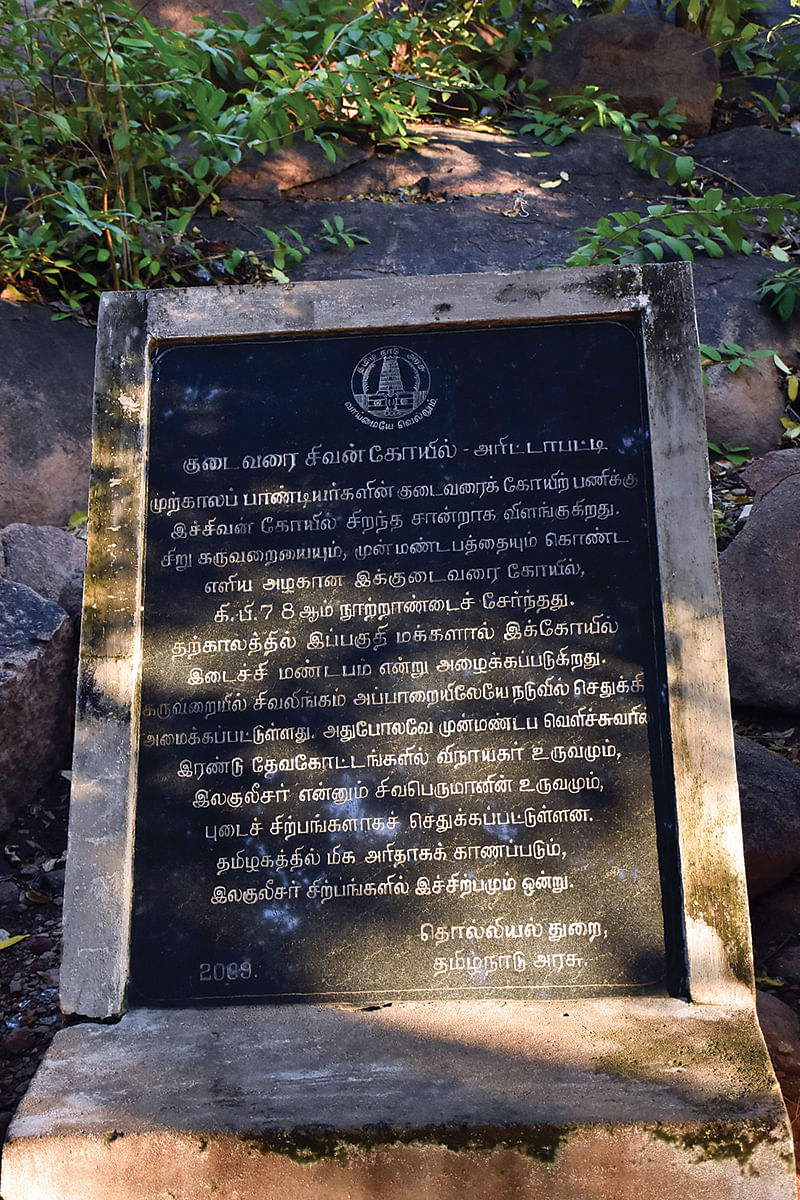 தமிழ் நாடு அரசு
வாய்மையே வெல்லும்
குடைவரை சிவன் கோயில் - அரிட்டாபட்டி
முற்காலப் பாண்டியர்களின் குடைவரைக் கோயிற் பணிக்கு
இச்சிவன் கோயில் சிறந்த சான்றாக விளங்குகிறது.
சிறு கருவறையையும், முன்மண்டபத்தையும் கொண்ட
எளிய அழகான இக்குடைவரை கோயில்,
கி.பி.7 8 ஆம் நூற்றாண்டைச் சேர்ந்தது.
தற்காலத்தில் இப்பகுதி மக்களால் இக்கோயில்
இடைச்சி மண்டபம் என்று அழைக்கப்படுகிறது.
கருவறையில் சிவலிங்கம் அப்பாறையிலேயே நடுவில் செதுக்கி
அமைக்கப்பட்டுள்ளது. அதுபோலவே முன்மண்டப வெளிச்சுவரில்
இரண்டு தேவகோட்டங்களில் விநாயகர் உருவமும்,
இலகுலீசர் என்னும் சிவபெருமானின் உருவமும்,
புடைச் சிற்பங்களாகச் செதுக்கப்பட்டுள்ளன.
தமிழகத்தில் மிக அரிதாகக் காணப்படும்,
இலகுலீசர் சிற்பங்களில் இச்சிற்பமும் ஒன்று.
தொல்லியல் துறை,
2009. தமிழ்நாடு அரசு.